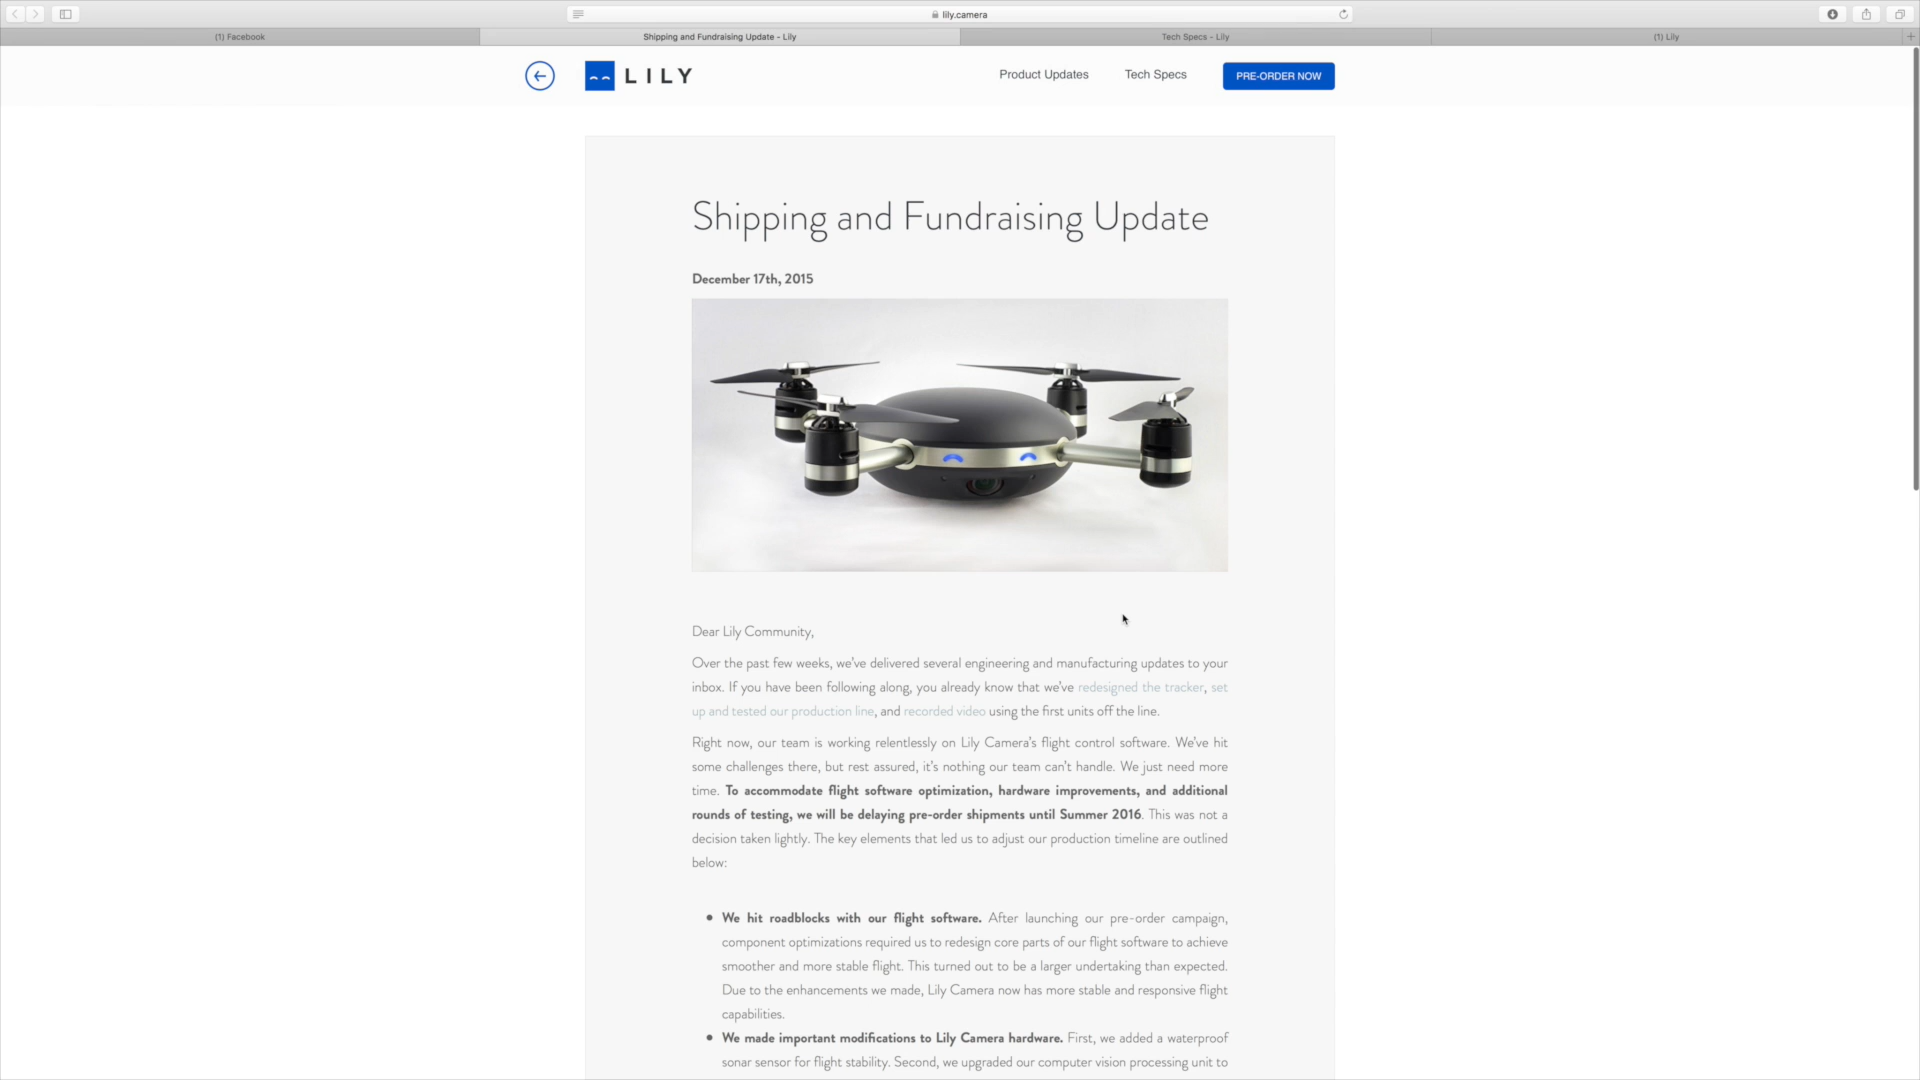 lily.camera
(1) Facebook
Shipping and Fundraising Update - Lily
Tech Specs - Lily
(1) Lily
LILY
Product Updates
Tech Specs
PRE-ORDER NOW
Shipping and Fundraising Update
December 17th, 2015
Dear Lily Community,
Over the past few weeks, we've delivered several engineering and manufacturing updates to your
inbox. If you have been following along, you already know that we've redesigned the tracker, set
up and tested our production line, and recorded video using the first units off the line.
Right now, our team is working relentlessly on Lily Camera's flight control software. We've hit
some challenges there, but rest assured, it's nothing our team can't handle. We just need more
time. To accommodate flight software optimization, hardware improvements, and additional
rounds of testing, we will be delaying pre-order shipments until Summer 2016. This was not a
decision taken lightly. The key elements that led us to adjust our production timeline are outlined
below:
• We hit roadblocks with our flight software. After launching our pre-order campaign,
component optimizations required us to redesign core parts of our flight software to achieve
smoother and more stable flight. This turned out to be a larger undertaking than expected.
Due to the enhancements we made, Lily Camera now has more stable and responsive flight
capabilities.
• We made important modifications to Lily Camera hardware. First, we added a waterproof
sonar sensor for flight stability. Second, we upgraded our computer vision processing unit to